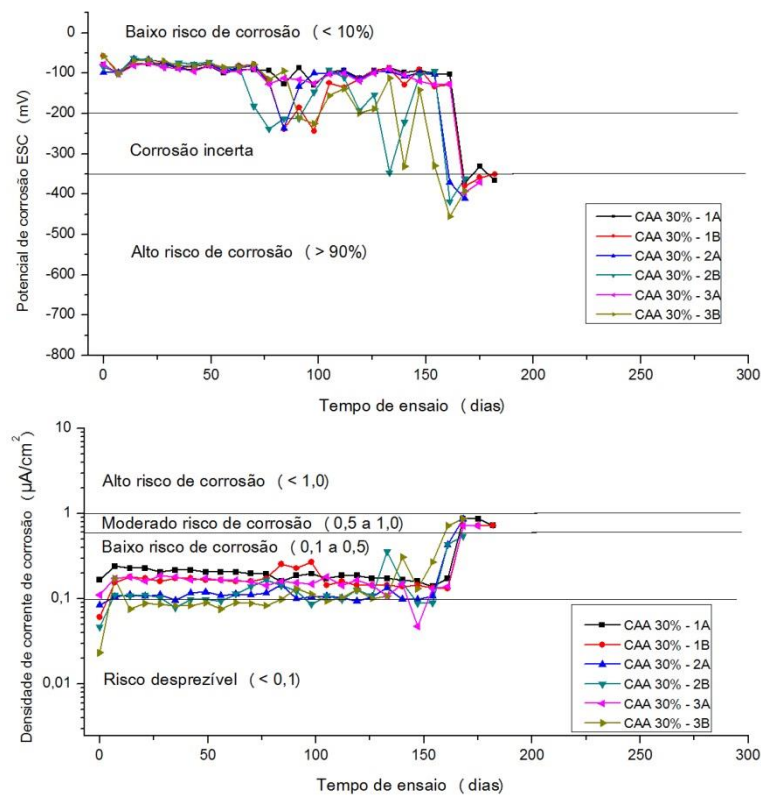 Baixo risco de corrosão ( < 10%)
0
-100
-200
-300
-400
-500
-600
-700
-800
Potencial de corrosão ESC (mV)
Corrosão incerta
Alto risco de corrosão ( > 90%)
CAA 30% - 1A
CAA 30% - 1B
CAA 30% - 2A
CAA 30% - 2B
CAA 30% - 3A
CAA 30% - 3B
0 50 100 150 200 250 300
Tempo de ensaio ( dias)
10
1
0,1
0,01
Densidade de corrente de corrosão ( µA/cm²)
Alto risco de corrosão ( < 1,0)
Moderado risco de corrosão ( 0,5 a 1,0)
Baixo risco de corrosão ( 0,1 a 0,5)
Risco desprezível ( < 0,1)
CAA 30% - 1A
CAA 30% - 1B
CAA 30% - 2A
CAA 30% - 2B
CAA 30% - 3A
CAA 30% - 3B
0 50 100 150 200 250 300
Tempo de ensaio ( dias)